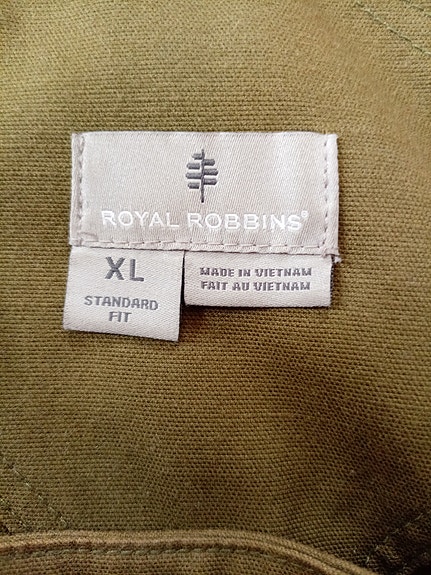 ROYAL ROBBINS®
XL
STANDARD
FIT
MADE IN VIETNAM
FAIT AU VIETNAM